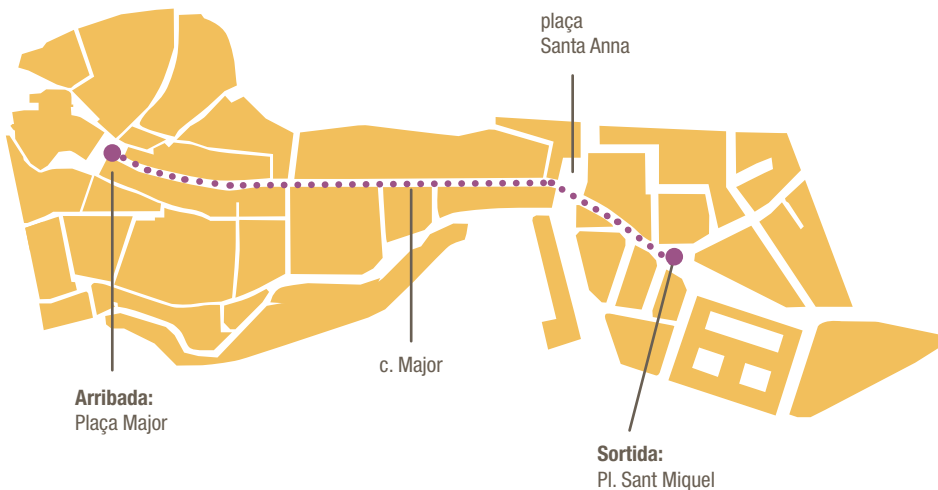 plaça
Santa Anna
c. Major
Arribada:
Plaça Major
Sortida:
Pl. Sant Miquel